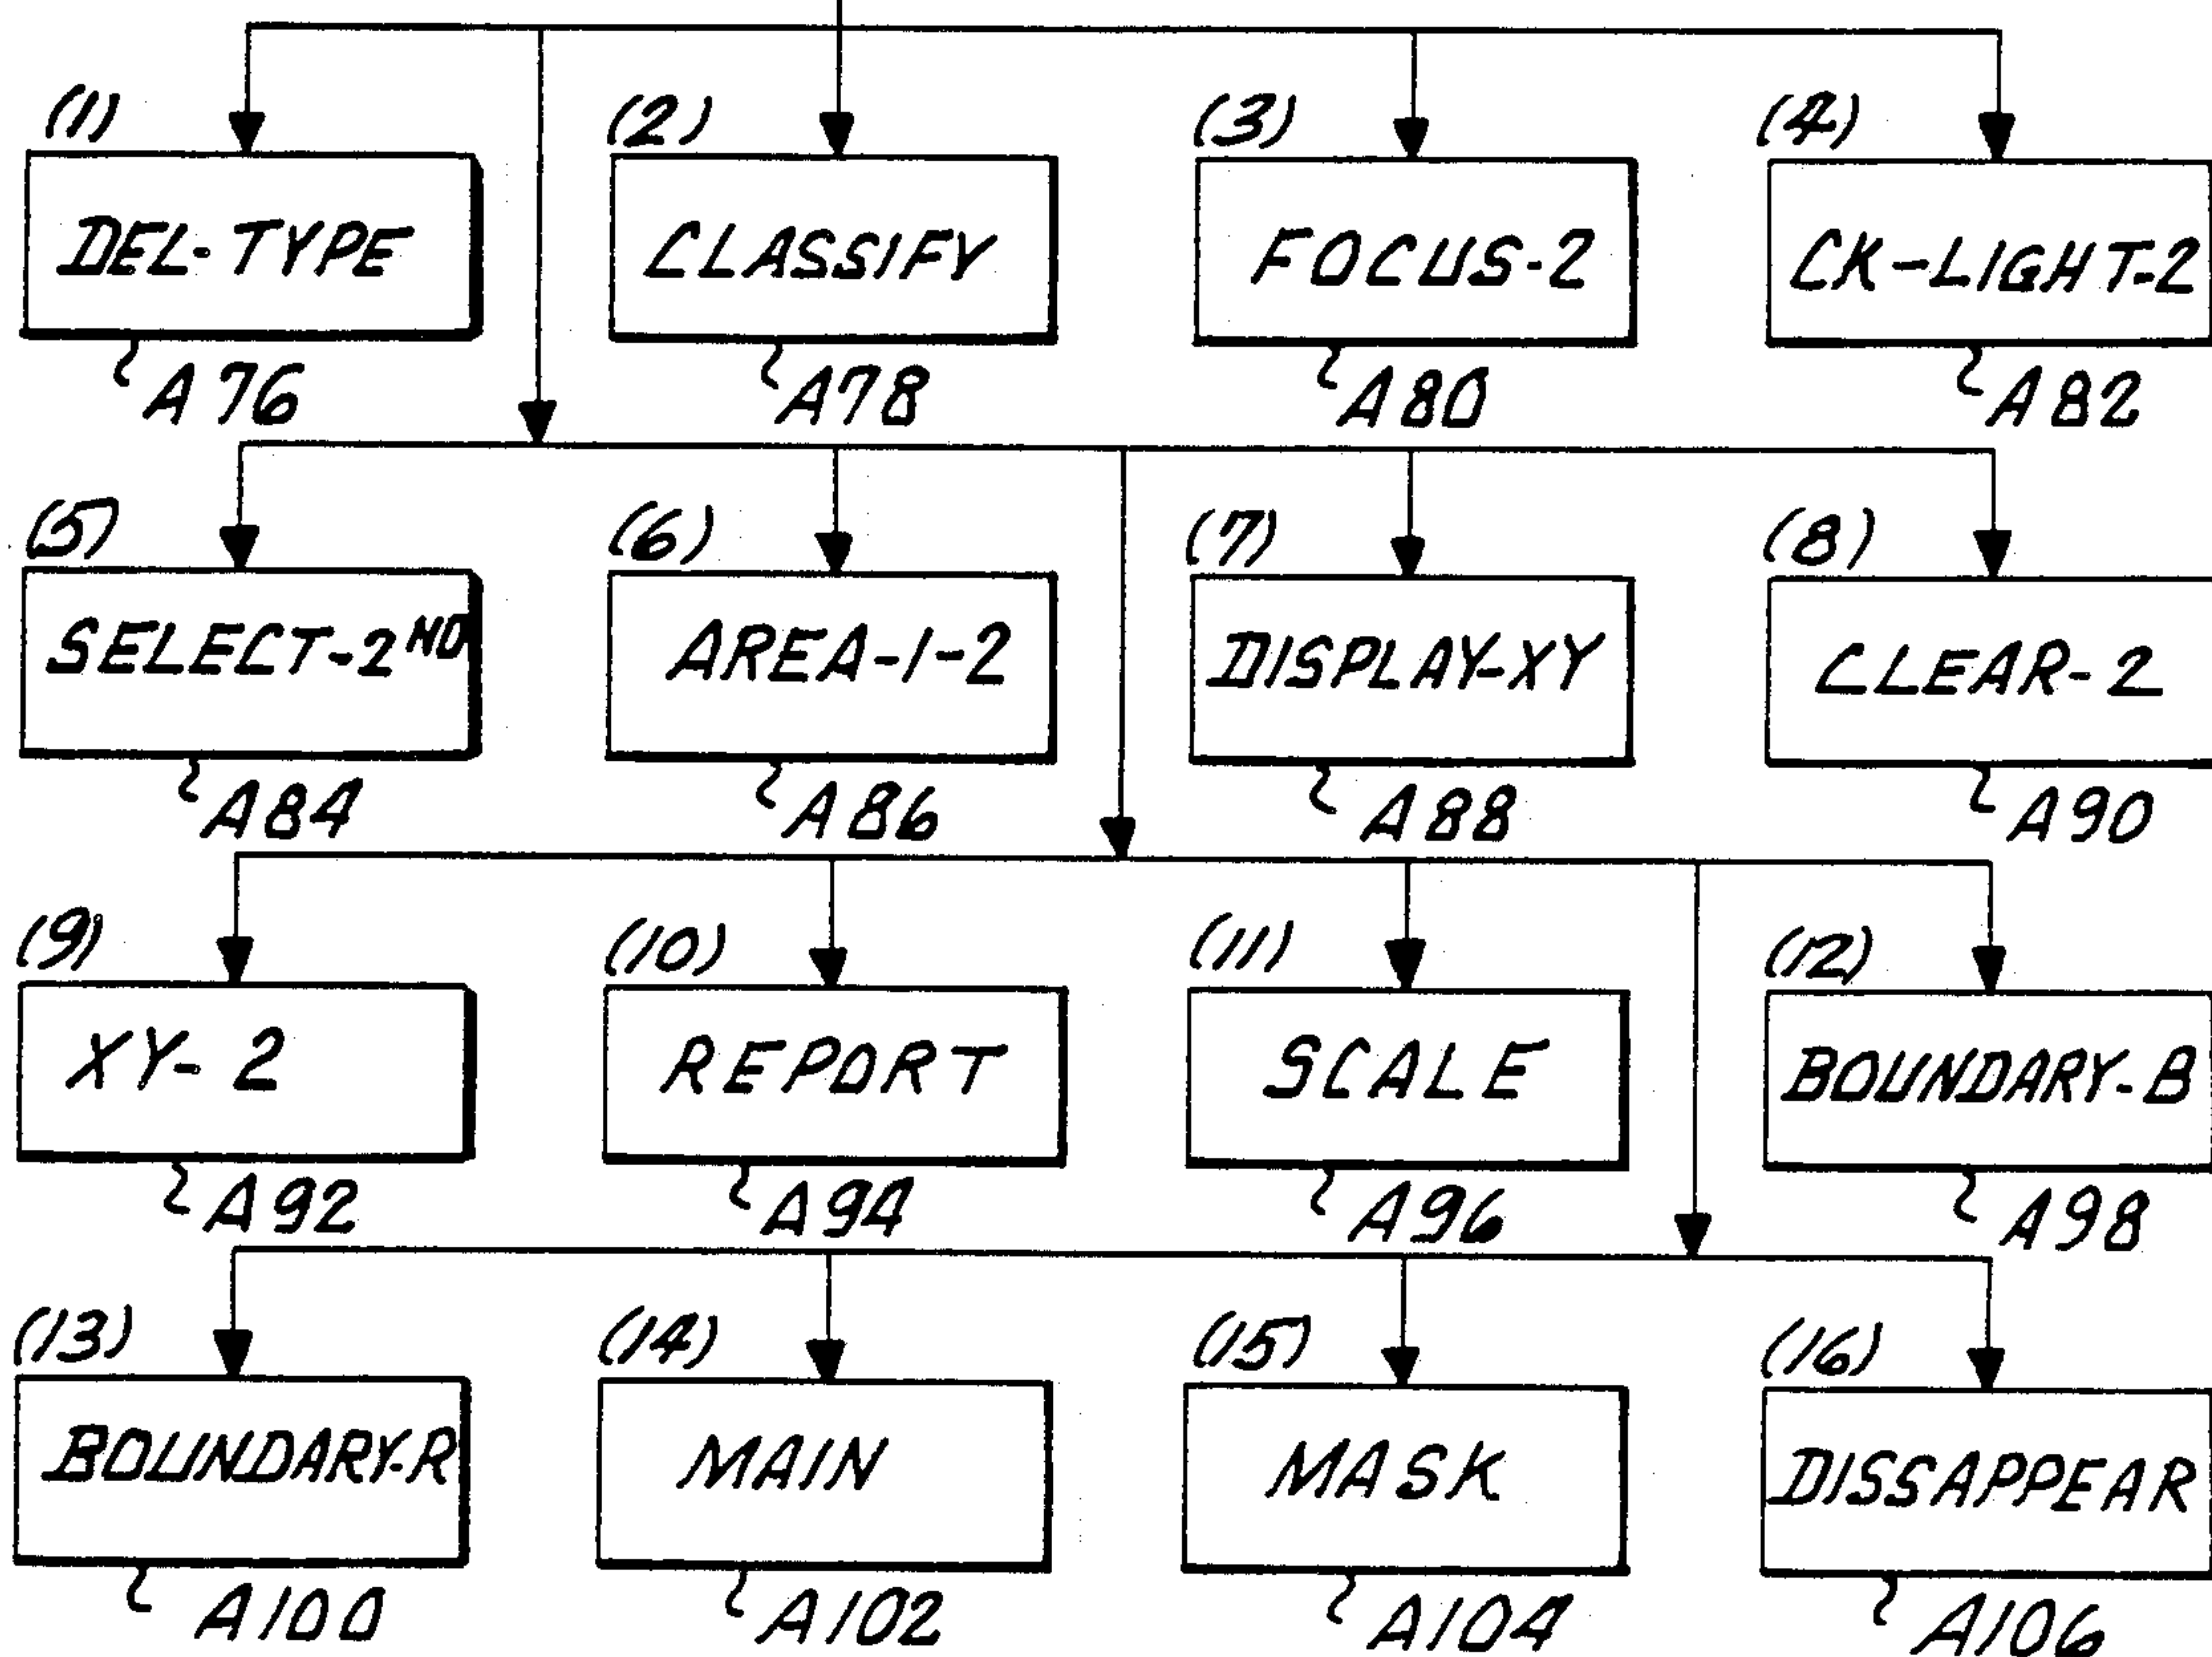 (1) (2) (3) (4)
DEL-TYPE CLASSIFY FOCUS-2 CK-LIGHT-2
A76 A78 A80 A82
(5) (6) (7) (8)
SELECT-2ND AREA-1-2 DISPLAY-XY CLEAR-2
A84 A86 A88 A90
(9) (10) (11) (12)
XY-2 REPORT SCALE BOUNDARY-B
A92 A94 A96 A98
(13) (14) (15) (16)
BOUNDARY-R MAIN MASK DISSAPPEAR
A100 A102 A104 A106